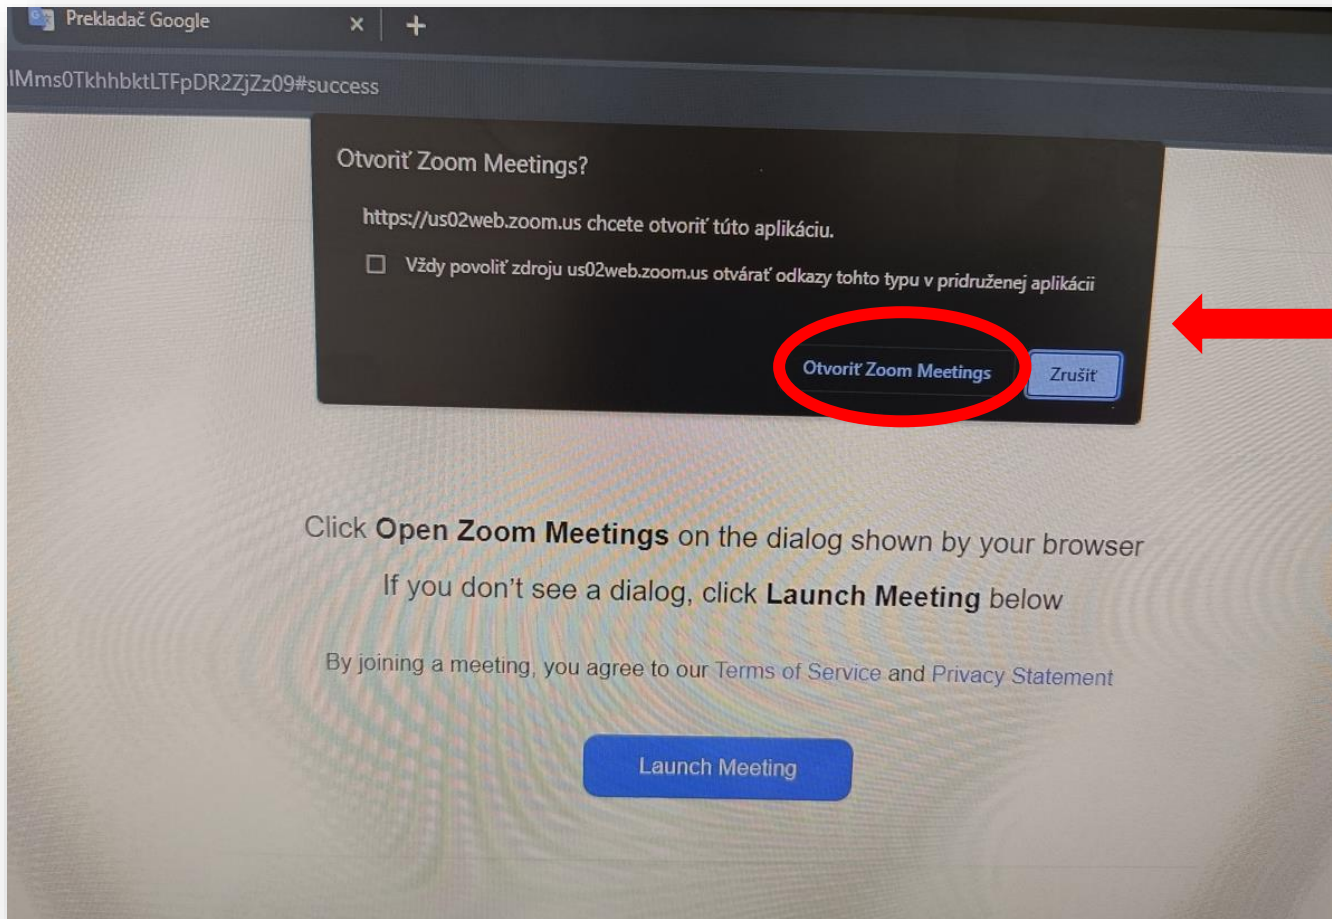 Prekladač Google
lMms0TkhhbktLTFpDR2ZjZz09#success
Otvoriť Zoom Meetings?
https://us02web.zoom.us chcete otvoriť túto aplikáciu.
Vždy povoliť zdroju us02web.zoom.us otvárať odkazy tohto typu v pridruženej aplikácii
Otvoriť Zoom Meetings
Zrušiť
Click Open Zoom Meetings on the dialog shown by your browser
If you don't see a dialog, click Launch Meeting below
By joining a meeting, you agree to our Terms of Service and Privacy Statement
Launch Meeting